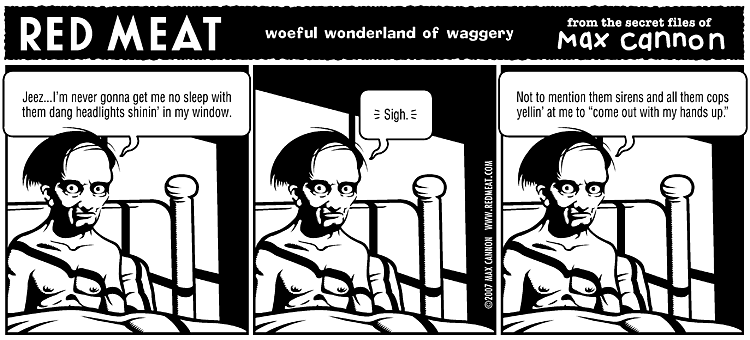 RED MEAT
woeful wonderland of waggery
from the secret files of
Max Cannon
Jeez...I'm never gonna get me no sleep with
them dang headlights shinin' in my window.
Sigh.
©2007 MAX CANNON WWW.REDMEAT.COM
Not to mention them sirens and all them cops
yellin' at me to "come out with my hands up."